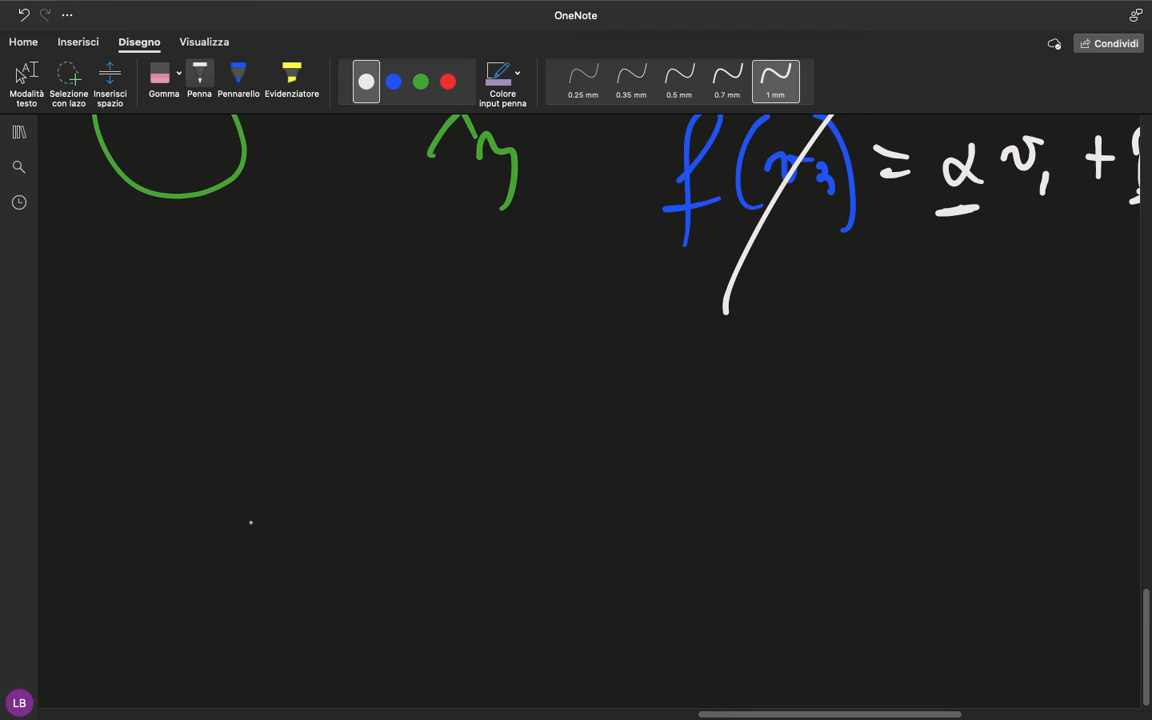 OneNote
Home Inserisci Disegno Visualizza
Condividi
Modalità testo Selezione con lazo Inserisci spazio Gomma Penna Pennarello Evidenziatore Colore input penna 0.25 mm 0.35 mm 0.5 mm 0.7 mm 1 mm
f(v₃) = α v₁ +
LB